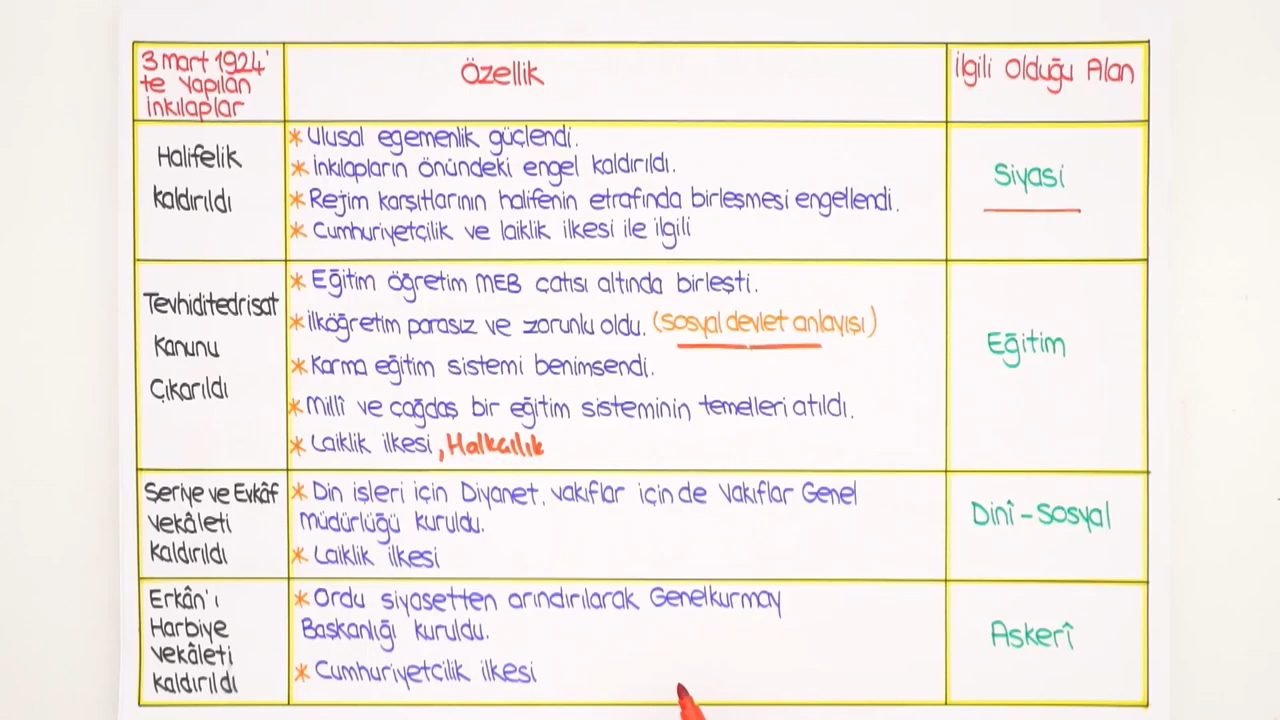 3 mart 1924'
te yapılan
inkılaplar
Özellik
İlgili Olduğu Alan
Halifelik
kaldırıldı
* Ulusal egemenlik güçlendi.
* İnkılapların önündeki engel kaldırıldı.
* Rejim karşıtlarının halifenin etrafında birleşmesi engellendi.
* Cumhuriyetçilik ve laiklik ilkesi ile ilgili
Siyasi
Tevhiditedrisat
Kanunu
Çıkarıldı
* Eğitim öğretim MEB çatısı altında birleşti.
* İlköğretim parasız ve zorunlu oldu. (sosyal devlet anlayışı)
* Karma eğitim sistemi benimsendi.
* Millî ve çağdaş bir eğitim sisteminin temelleri atıldı.
* Laiklik ilkesi, Halkcılık
Eğitim
Şeriye ve Evkâf
vekâleti
kaldırıldı
* Din işleri için Diyanet, vakıflar için de Vakıflar Genel
müdürlüğü kuruldu.
* Laiklik ilkesi
Dinî - Sosyal
Erkân'ı
Harbiye
vekâleti
kaldırıldı
* Ordu siyasetten arındırılarak Genelkurmay
Başkanlığı kuruldu.
* Cumhuriyetcilik ilkesi
Askerî